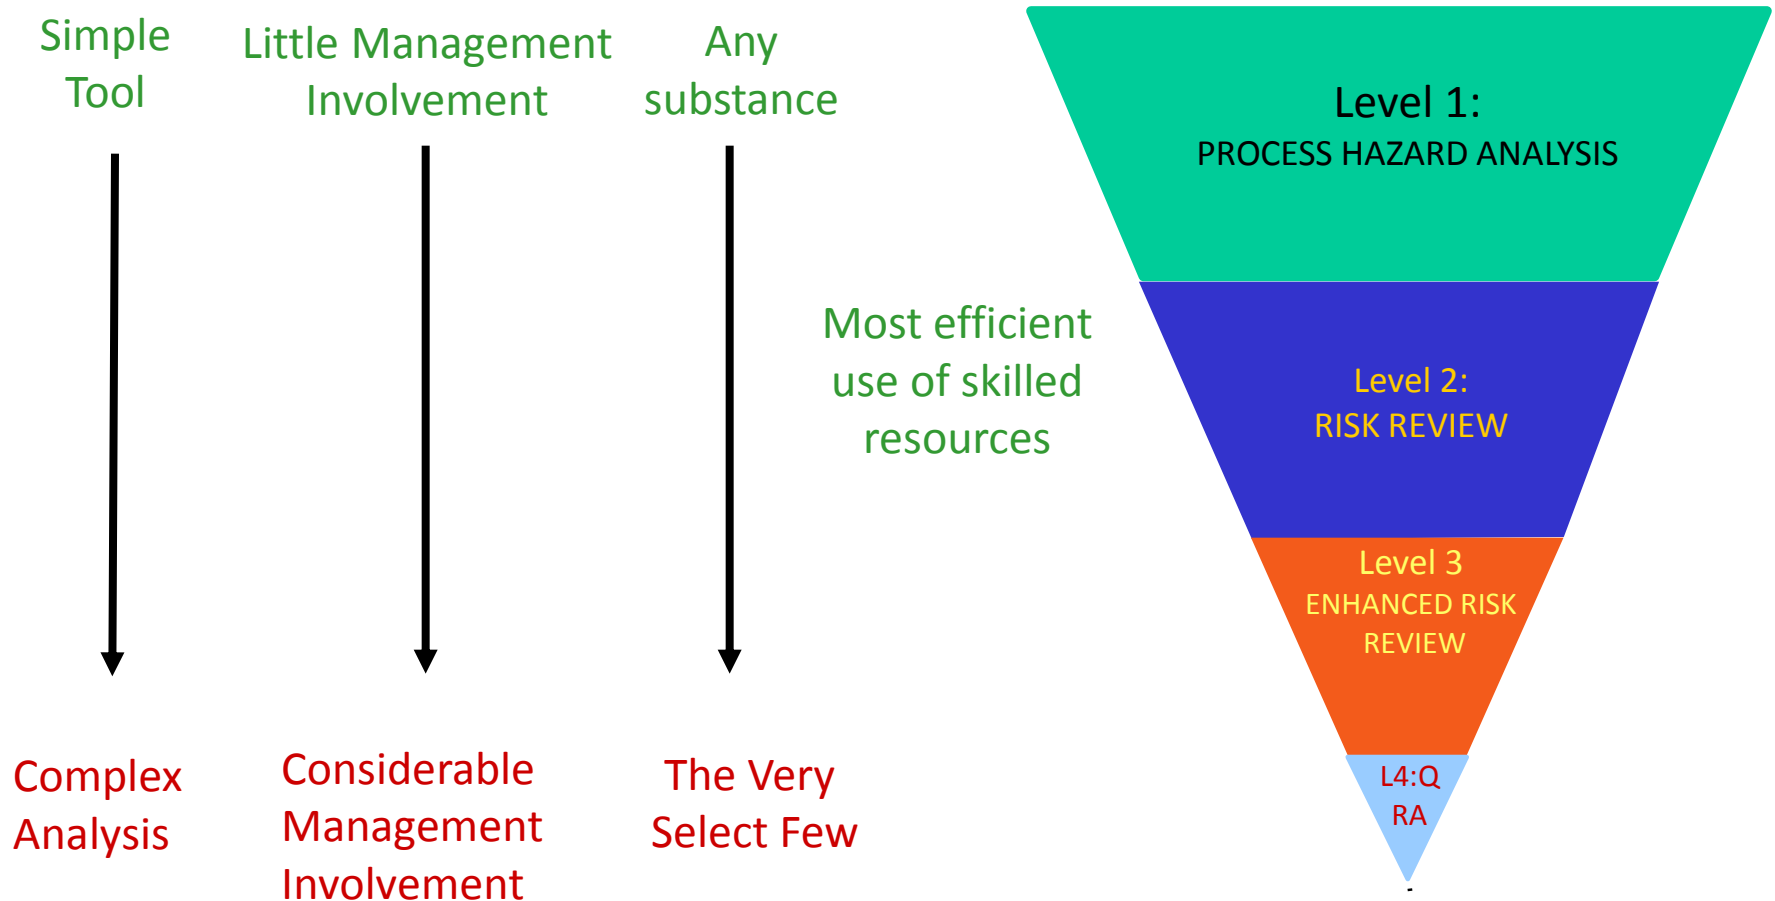 Simple
Tool
Little Management
Involvement
Any
substance
Most efficient
use of skilled
resources
Complex
Analysis
Considerable
Management
Involvement
The Very
Select Few
Level 1:
PROCESS HAZARD ANALYSIS
Level 2:
RISK REVIEW
Level 3
ENHANCED RISK
REVIEW
L4:Q
RA